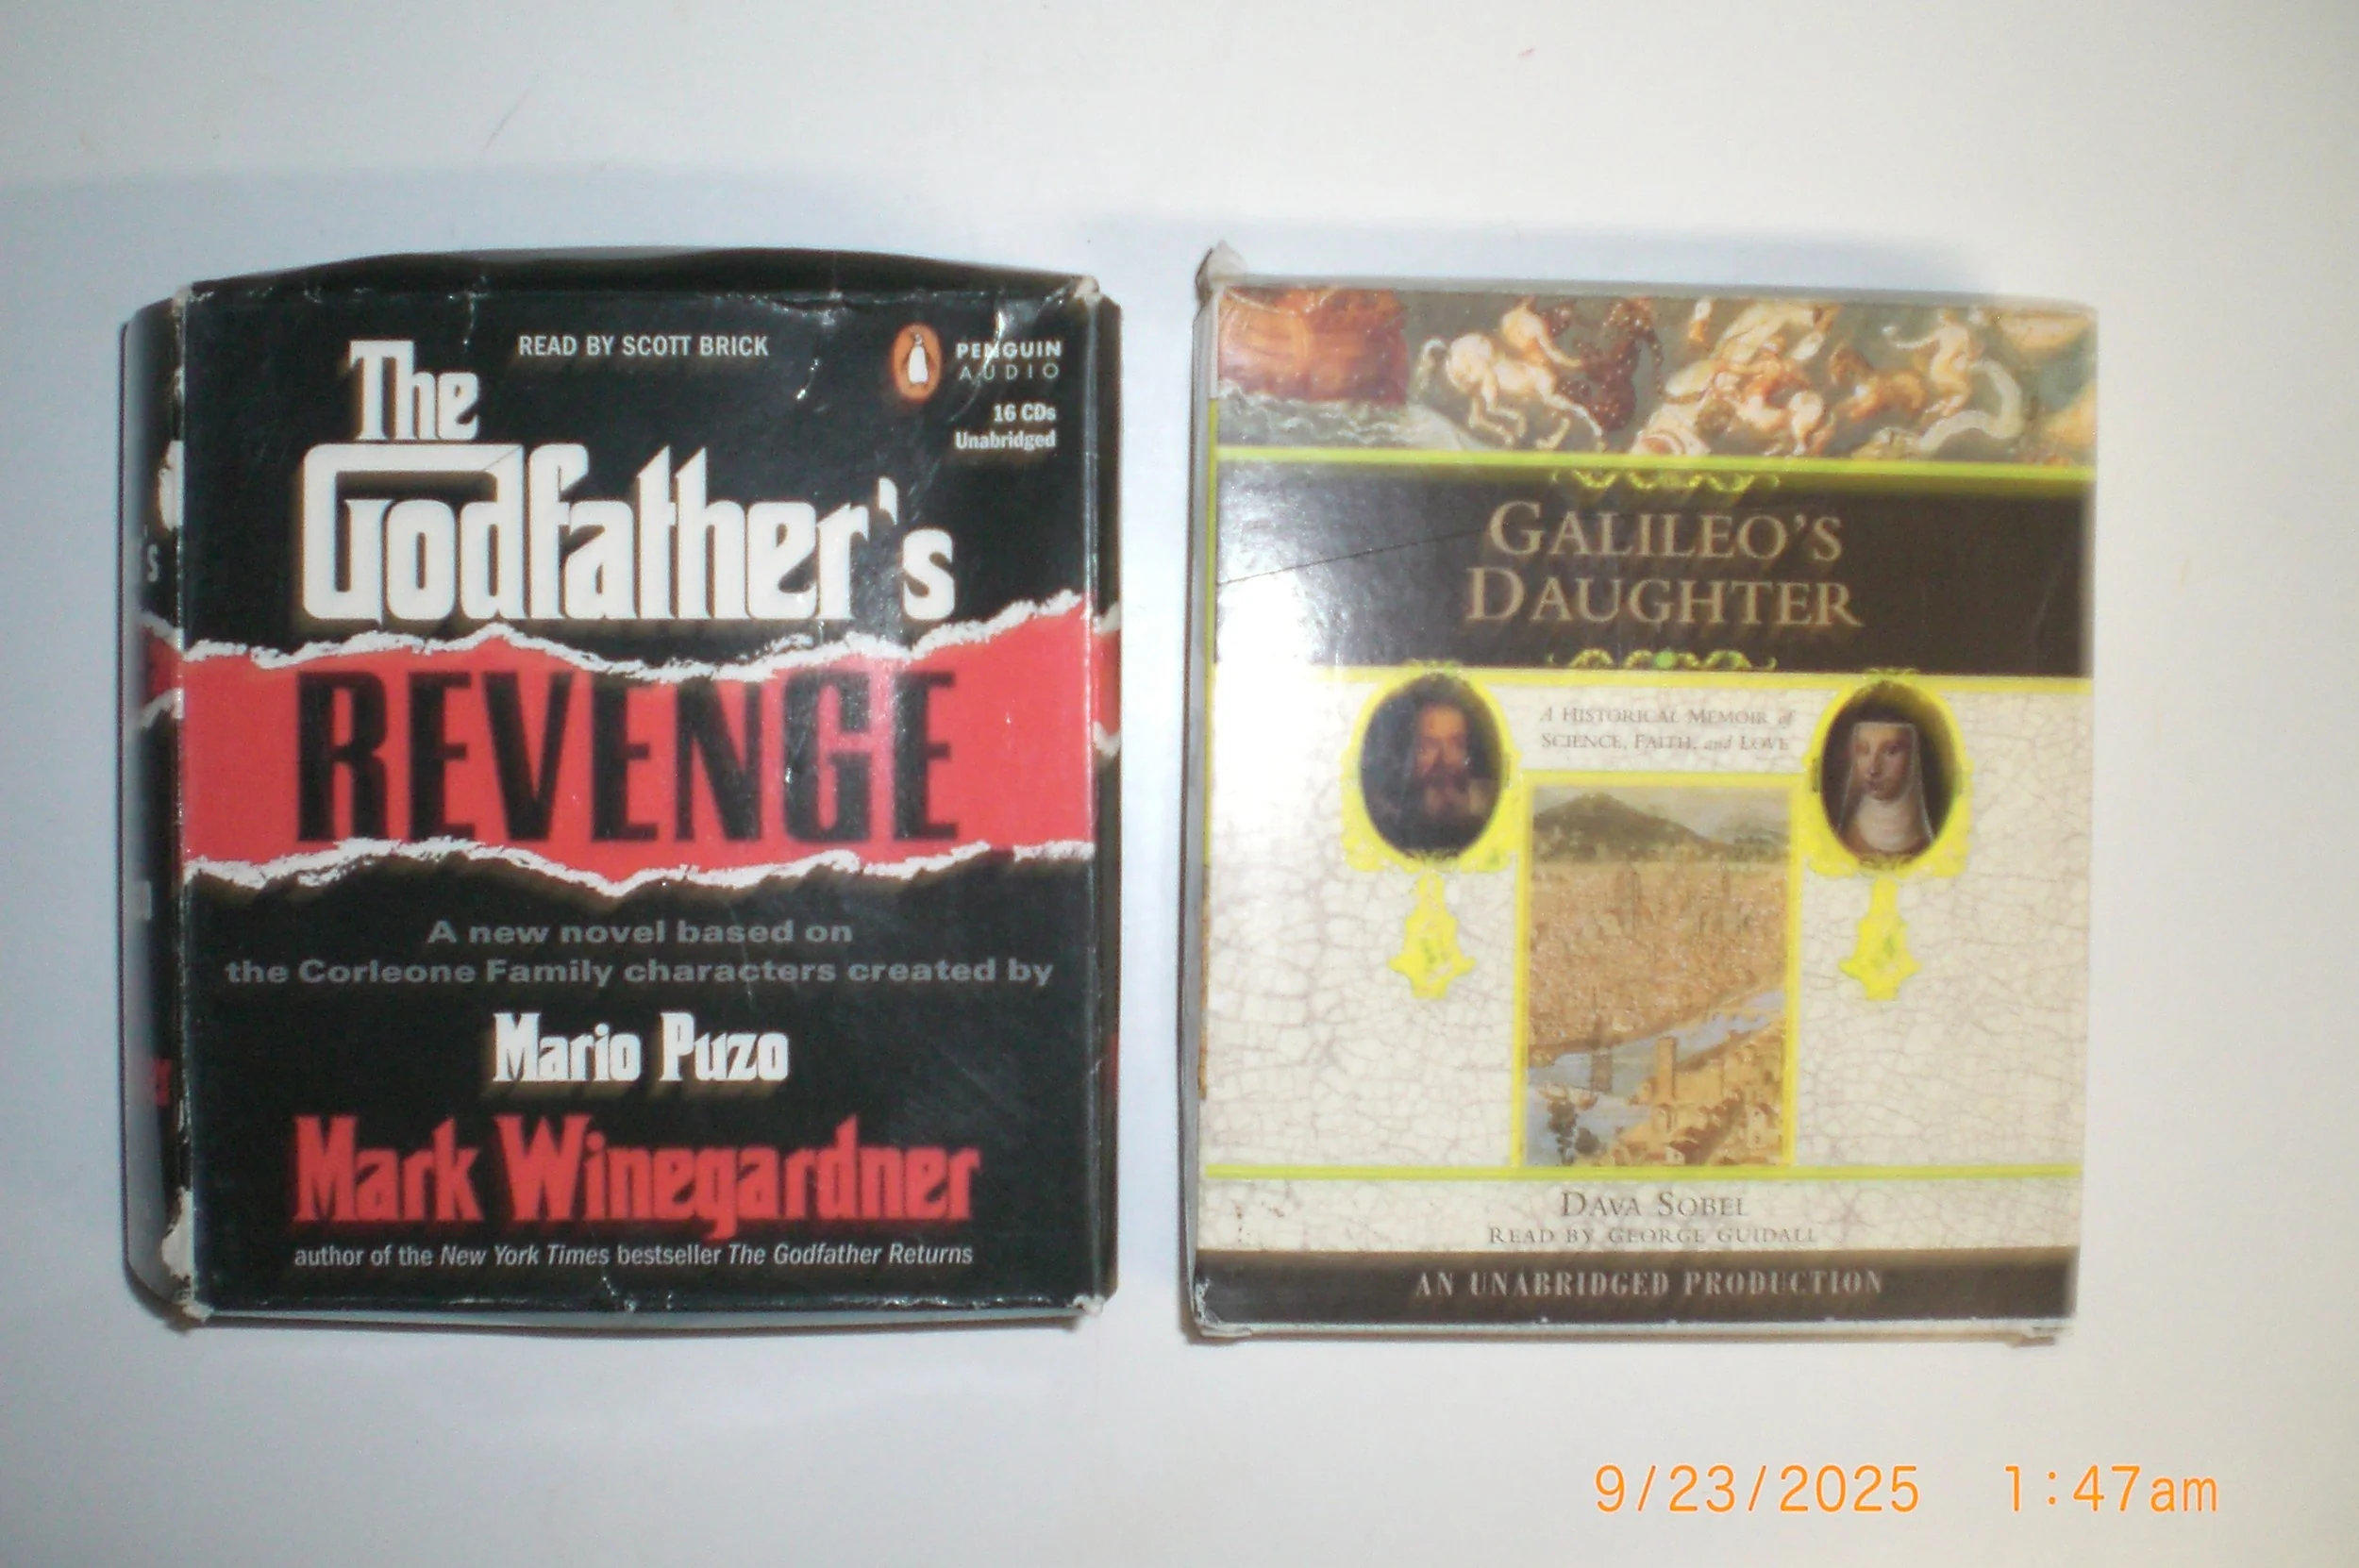 READ BY SCOTT BRICK
PENGUIN
AUDIO
16 CDs
Unabridged
The
Godfather's
REVENGE
A new novel based on
the Corleone Family characters created by
Mario Puzo
Mark Winegardner
author of the New York Times bestseller The Godfather Returns
GALILEO'S
DAUGHTER
A HISTORICAL MEMOIR of
SCIENCE, FAITH, and LOVE
DAVA SOBEL
READ BY GEORGE GUIDALL
AN UNABRIDGED PRODUCTION
9/23/2025 1:47am